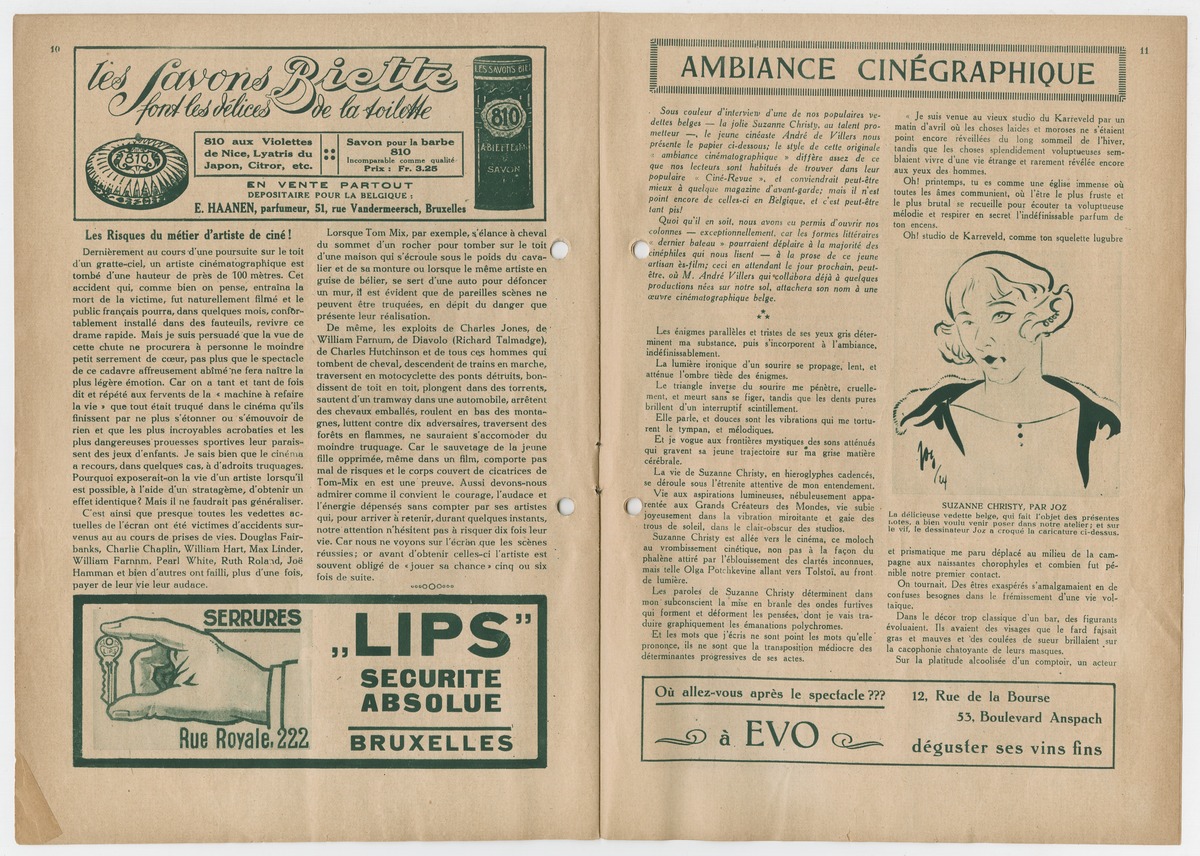 10
les Savons Biette
font les délices de la toilette
810
810 aux Violettes
de Nice, Lyatris du
Japon, Citror, etc.
Savon pour la barbe
810
Incomparable comme qualité
Prix : Fr. 3.25
LES SAVONS
810
SAVON
EN VENTE PARTOUT
DEPOSITAIRE POUR LA BELGIQUE :
E. HAANEN, parfumeur, 51, rue Vandermeersch, Bruxelles
Les Risques du métier d'artiste de ciné !
Dernièrement au cours d'une poursuite sur le toit
d'un gratte-ciel, un artiste cinématographique est
tombé d'une hauteur de près de 100 mètres. Cet
accident qui, comme bien on pense, entraîna la
mort de la victime, fut naturellement filmé et le
public français pourra, dans quelques mois, confor-
tablement installé dans des fauteuils, revivre ce
drame rapide. Mais je suis persuadé que la vue de
cette chute ne procurera à personne le moindre
petit serrement de cœur, pas plus que le spectacle
de ce cadavre affreusement abîmé ne fera naître la
plus légère émotion. Car on a tant et tant de fois
dit et répété aux fervents de la « machine à refaire
la vie » que tout était truqué dans le cinéma qu'ils
finissent par ne plus s'étonner ou s'émouvoir de
rien et que les plus incroyables acrobaties et les
plus dangereuses prouesses sportives leur parais-
sent des jeux d'enfants. Je sais bien que le cinéma
a recours, dans quelques cas, à d'adroits truquages.
Pourquoi exposerait-on la vie d'un artiste lorsqu'il
est possible, à l'aide d'un stratagème, d'obtenir un
effet identique? Mais il ne faudrait pas généraliser.
C'est ainsi que presque toutes les vedettes ac-
tuelles de l'écran ont été victimes d'accidents sur-
venus au au cours de prises de vies. Douglas Fair-
banks, Charlie Chaplin, William Hart, Max Linder,
William Farnnm, Pearl White, Ruth Roland, Joë
Hamman et bien d'autres ont failli, plus d'une fois,
payer de leur vie leur audace.
Lorsque Tom Mix, par exemple, s'élance à cheval
du sommet d'un rocher pour tomber sur le toit
d'une maison qui s'écroule sous le poids du cava-
lier et de sa monture ou lorsque le même artiste en
guise de bélier, se sert d'une auto pour défoncer
un mur, il est évident que de pareilles scènes ne
peuvent être truquées, en dépit du danger que
présente leur réalisation.
De même, les exploits de Charles Jones, de
William Farnum, de Diavolo (Richard Talmadge),
de Charles Hutchinson et de tous ces hommes qui
tombent de cheval, descendent de trains en marche,
traversent en motocyclette des ponts détruits, bon-
dissent de toit en toit, plongent dans des torrents,
sautent d'un tramway dans une automobile, arrêtent
des chevaux emballés, roulent en bas des monta-
gnes, luttent contre dix adversaires, traversent des
forêts en flammes, ne sauraient s'accomoder du
moindre truquage. Car le sauvetage de la jeune
fille opprimée, même dans un film, comporte pas
mal de risques et le corps couvert de cicatrices de
Tom-Mix en est une preuve. Aussi devons-nous
admirer comme il convient le courage, l'audace et
l'énergie dépensés sans compter par ses artistes
qui, pour arriver à retenir, durant quelques instants,
notre attention n'hésitent pas à risquer dix fois leur
vie. Car nous ne voyons sur l'écran que les scènes
réussies; or avant d'obtenir celles-ci l'artiste est
souvent obligé de «jouer sa chance» cinq ou six
fois de suite.
SERRURES
Rue Royale, 222
„LIPS”
SECURITE
ABSOLUE
BRUXELLES
11
AMBIANCE CINÉGRAPHIQUE
Sous couleur d'interview d'une de nos populaires ve-
dettes belges — la jolie Suzanne Christy, au talent pro-
metteur —, le jeune cinéaste André de Villers nous
présente le papier ci-dessous; le style de cette originale
« ambiance cinématographique » diffère assez de ce
que nos lecteurs sont habitués de trouver dans leur
populaire « Ciné-Revue », et conviendrait peut-être
mieux à quelque magazine d'avant-garde; mais il n'est
point encore de celles-ci en Belgique, et c'est peut-être
tant pis!
Quoi qu'il en soit, nous avons cu permis d'ouvrir nos
colonnes — exceptionnellement, car les formes littéraires
« dernier bateau » pourraient déplaire à la majorité des
cinéphiles qui nous lisent — à la prose de ce jeune
artisan ès-film; ceci en attendant le jour prochain, peut-
être, où M. André Villers qui collabora déjà à quelques
productions nées sur notre sol, attachera son nom à une
œuvre cinématographique belge.
Les énigmes parallèles et tristes de ses yeux gris déter-
minent ma substance, puis s'incorporent à l'ambiance,
indéfinissablement.
La lumière ironique d'un sourire se propage, lent, et
atténue l'ombre tiède des énigmes.
Le triangle inverse du sourire me pénètre, cruelle-
ment, et meurt sans se figer, tandis que les dents pures
brillent d'un interruptif scintillement.
Elle parle, et douces sont les vibrations qui me tortu-
rent le tympan, et mélodiques.
Et je vogue aux frontières mystiques des sons atténués
qui gravent sa jeune trajectoire sur ma grise matière
cérébrale.
La vie de Suzanne Christy, en hieroglyphes cadencés,
se déroule sous l'étreinte attentive de mon entendement.
Vie aux aspirations lumineuses, nébuleusement appa-
rentée aux Grands Créateurs des Mondes, vie subie
joyeusement dans la vibration miroitante et gaie des
trous de soleil, dans le clair-obscur des studios.
Suzanne Christy est allée vers le cinéma, ce moloch
au vrombissement cinétique, non pas à la façon du
phalène attiré par l'éblouissement des clartés inconnues,
mais telle Olga Potchkevine allant vers Tolstoï, au front
de lumière.
Les paroles de Suzanne Christy déterminent dans
mon subconscient la mise en branle des ondes furtives
qui forment et déforment les pensées, dont je vais tra-
duire graphiquement les émanations polychromes.
Et les mots que j'écris ne sont point les mots qu'elle
prononce, ils ne sont que la transposition médiocre des
déterminantes progressives de ses actes.
« Je suis venue au vieux studio du Karreveld par un
matin d'avril où les choses laides et moroses ne s'étaient
point encore réveillées du long sommeil de l'hiver,
tandis que les choses splendidement voluptueuses sem-
blaient vivre d'une vie étrange et rarement révélée encore
aux yeux des hommes.
Oh! printemps, tu es comme une église immense où
toutes les âmes communient, où l'être le plus fruste et
le plus brutal se recueille pour écouter ta voluptueuse
mélodie et respirer en secret l'indéfinissable parfum de
ton encens.
Oh! studio de Karreveld, comme ton squelette lugubre
Joz
/24
SUZANNE CHRISTY, PAR JOZ
La délicieuse vedette belge, qui fait l'objet des présentes
notes, a bien voulu venir poser dans notre atelier; et sur
le vif, le dessinateur Joz a croqué la caricature ci-dessus.
et prismatique me paru déplacé au milieu de la cam-
pagne aux naissantes chorophyles et combien fut pé-
nible notre premier contact.
On tournait. Des êtres exaspérés s'amalgamaient en de
confuses besognes dans le frémissement d'une vie vol-
taïque.
Dans le décor trop classique d'un bar, des figurants
évoluaient. Ils avaient des visages que le fard faisait
gras et mauves et des coulées de sueur brillaient sur
la cacophonie chatoyante de leurs masques.
Sur la platitude alcoolisée d'un comptoir, un acteur
Où allez-vous après le spectacle ???
à EVO
12, Rue de la Bourse
53, Boulevard Anspach
déguster ses vins fins